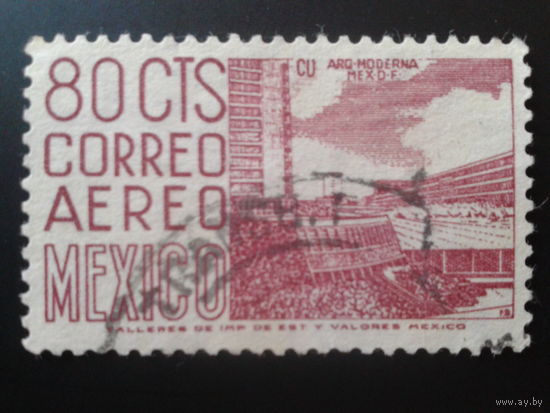 80 CTS
CORREO
AEREO
MEXICO
CU ARQ-MODERNA
MEX-D-F-
TALLERES DE IMP DE EST Y VALORES MEXICO
www.ay.by